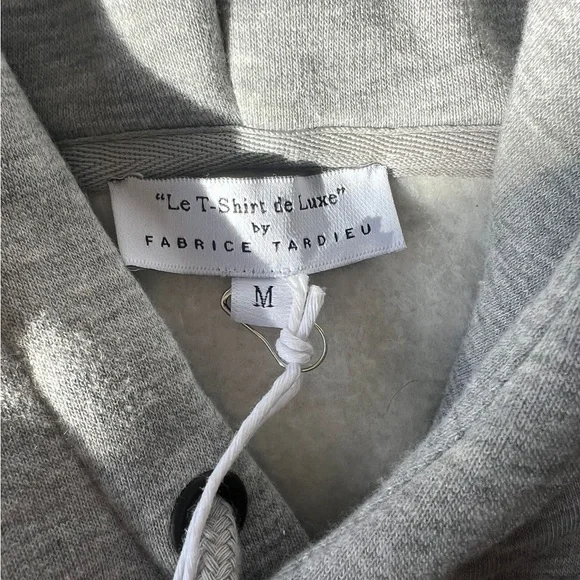 "Le T-Shirt de Luxe"
by
FABRICE TARDIEU
M